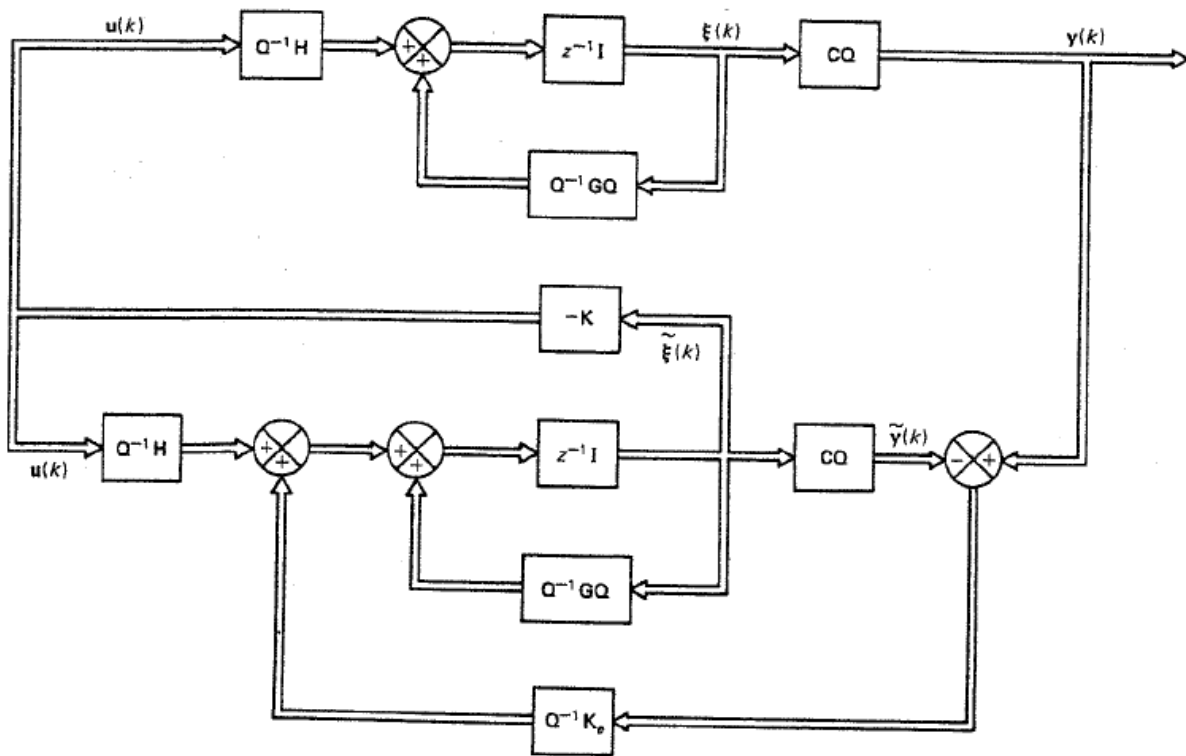 u(k)
Q⁻¹H
+
+
z⁻¹I
ξ(k)
CQ
y(k)
Q⁻¹GQ
−K
ξ̃(k)
u(k)
Q⁻¹H
+
+
+
+
z⁻¹I
CQ
ỹ(k)
− +
Q⁻¹GQ
Q⁻¹Kₑ